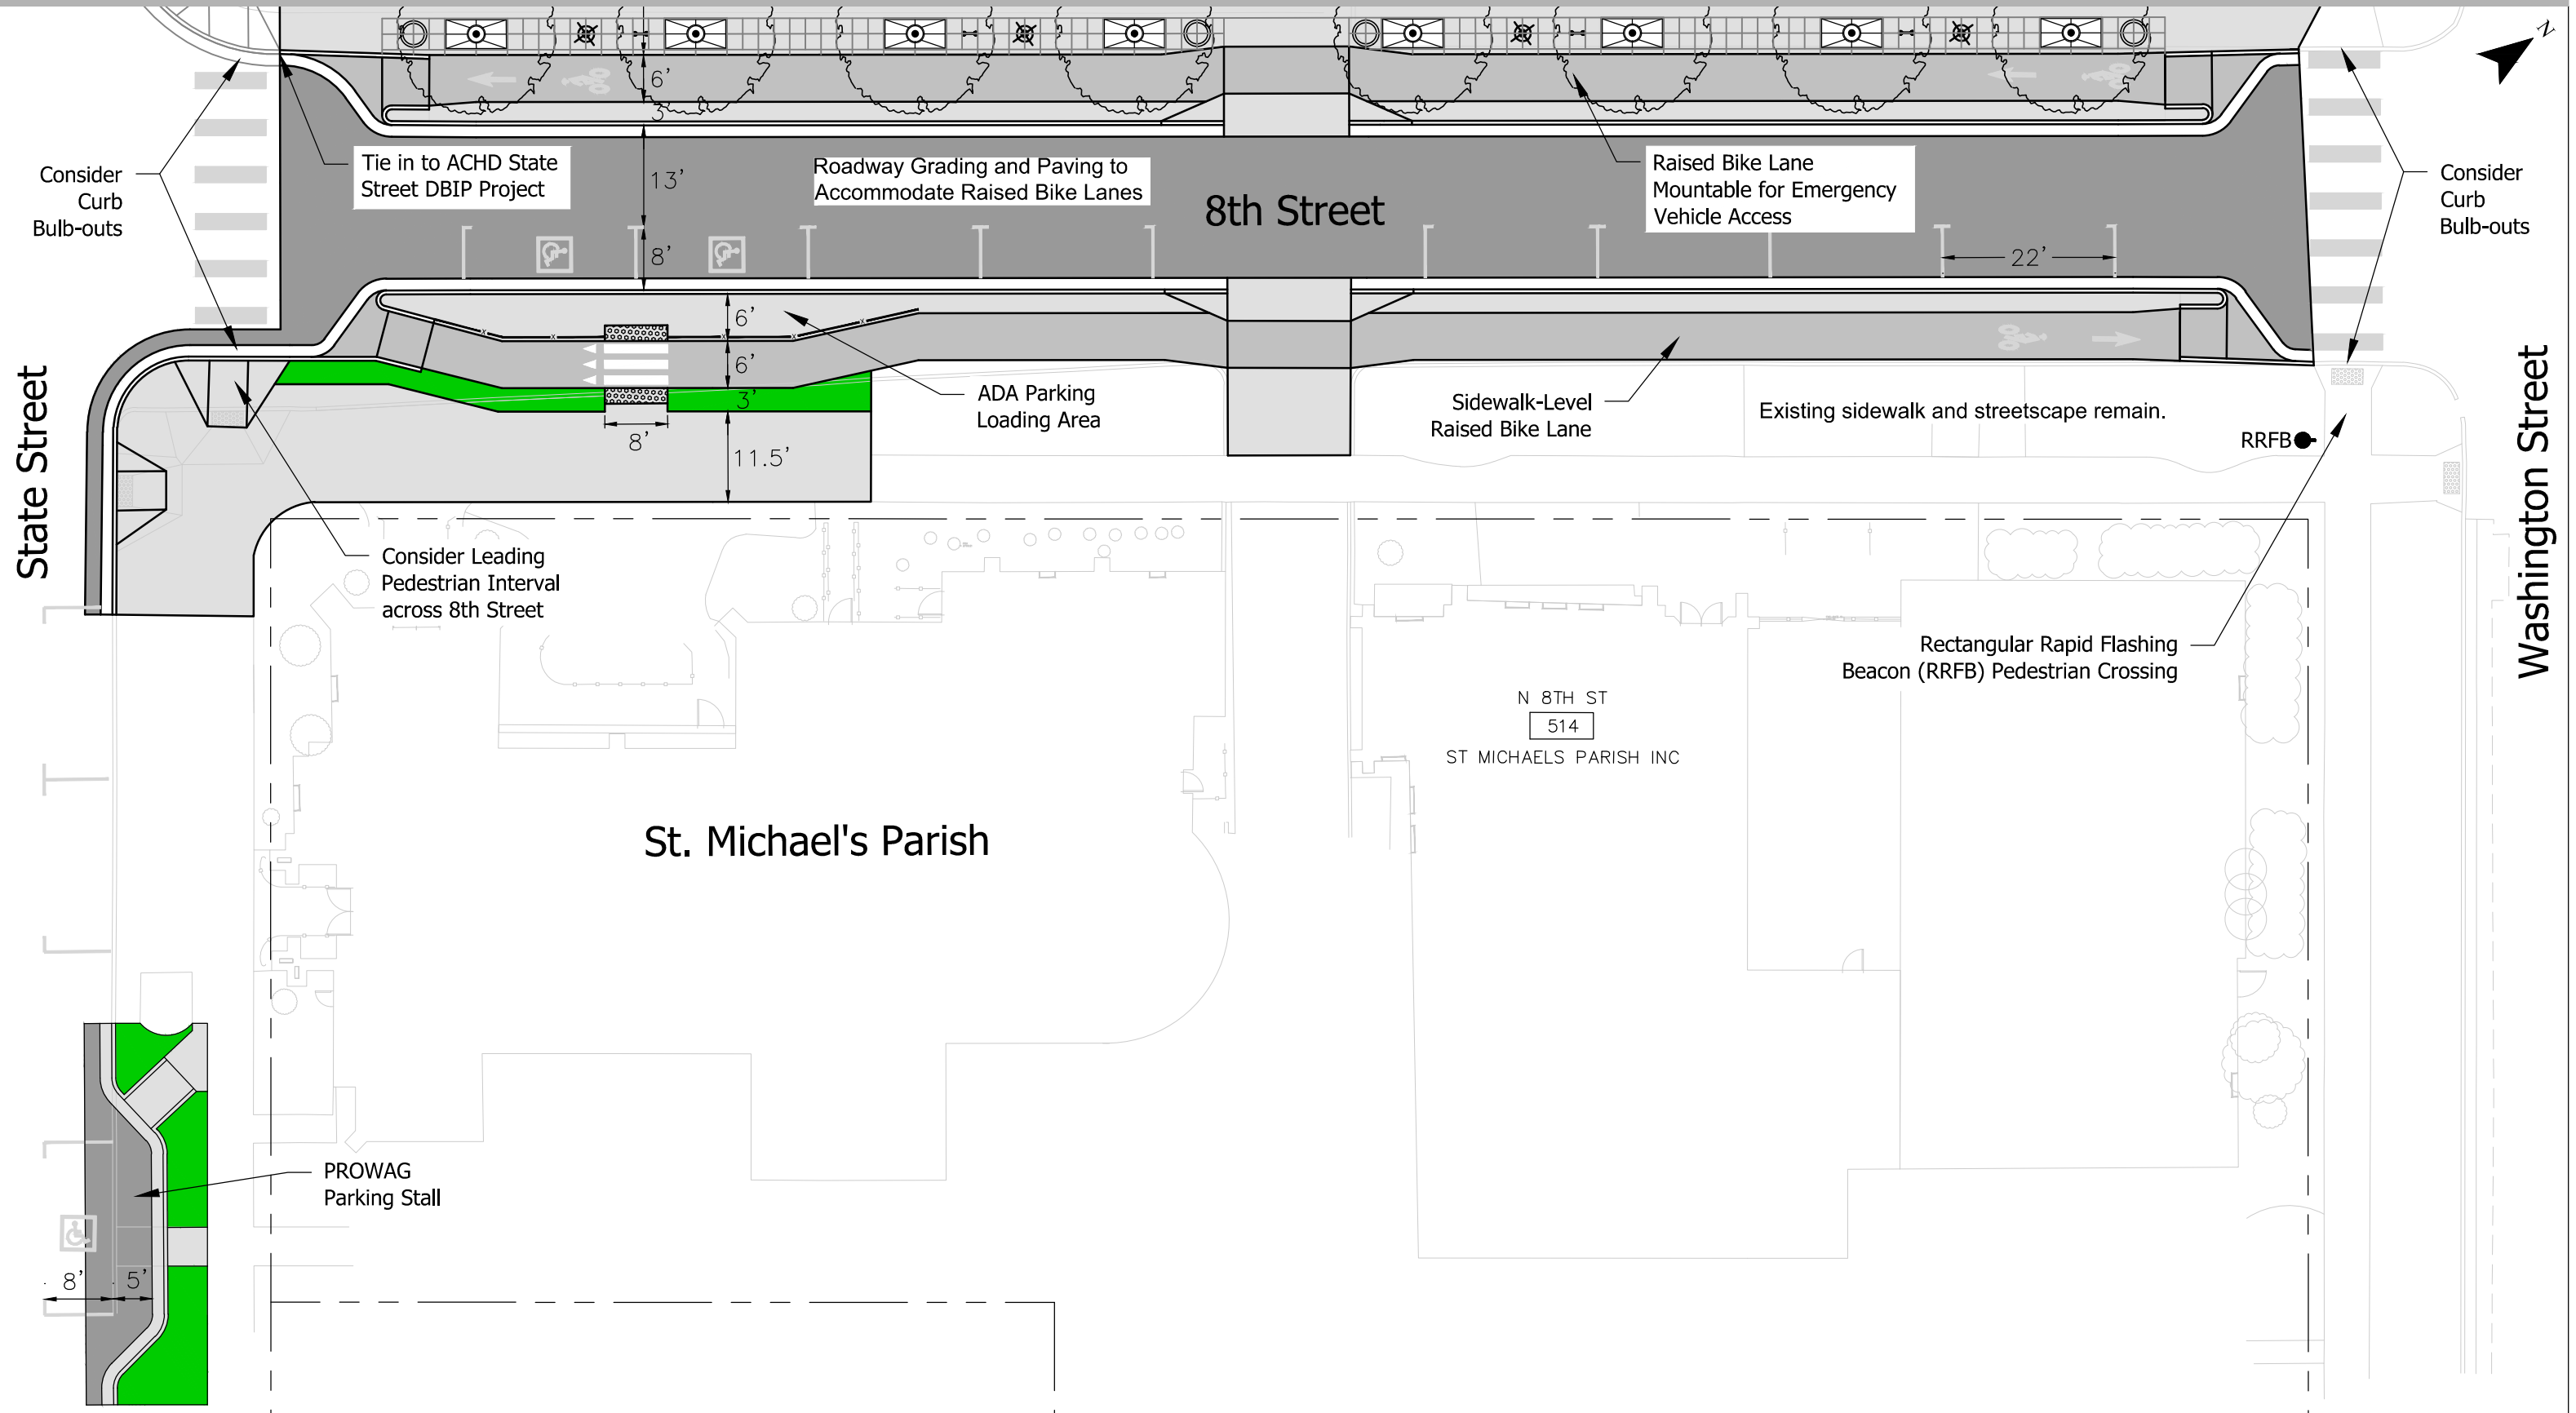 N
6'
3'
Consider
Curb
Bulb-outs
Tie in to ACHD State
Street DBIP Project
13'
Roadway Grading and Paving to
Accommodate Raised Bike Lanes
8th Street
Raised Bike Lane
Mountable for Emergency
Vehicle Access
Consider
Curb
Bulb-outs
8'
22'
6'
6'
3'
8'
11.5'
ADA Parking
Loading Area
Sidewalk-Level
Raised Bike Lane
Existing sidewalk and streetscape remain.
RRFB
State Street
Washington Street
Consider Leading
Pedestrian Interval
across 8th Street
Rectangular Rapid Flashing
Beacon (RRFB) Pedestrian Crossing
N 8TH ST
514
ST MICHAELS PARISH INC
St. Michael's Parish
PROWAG
Parking Stall
8'
5'